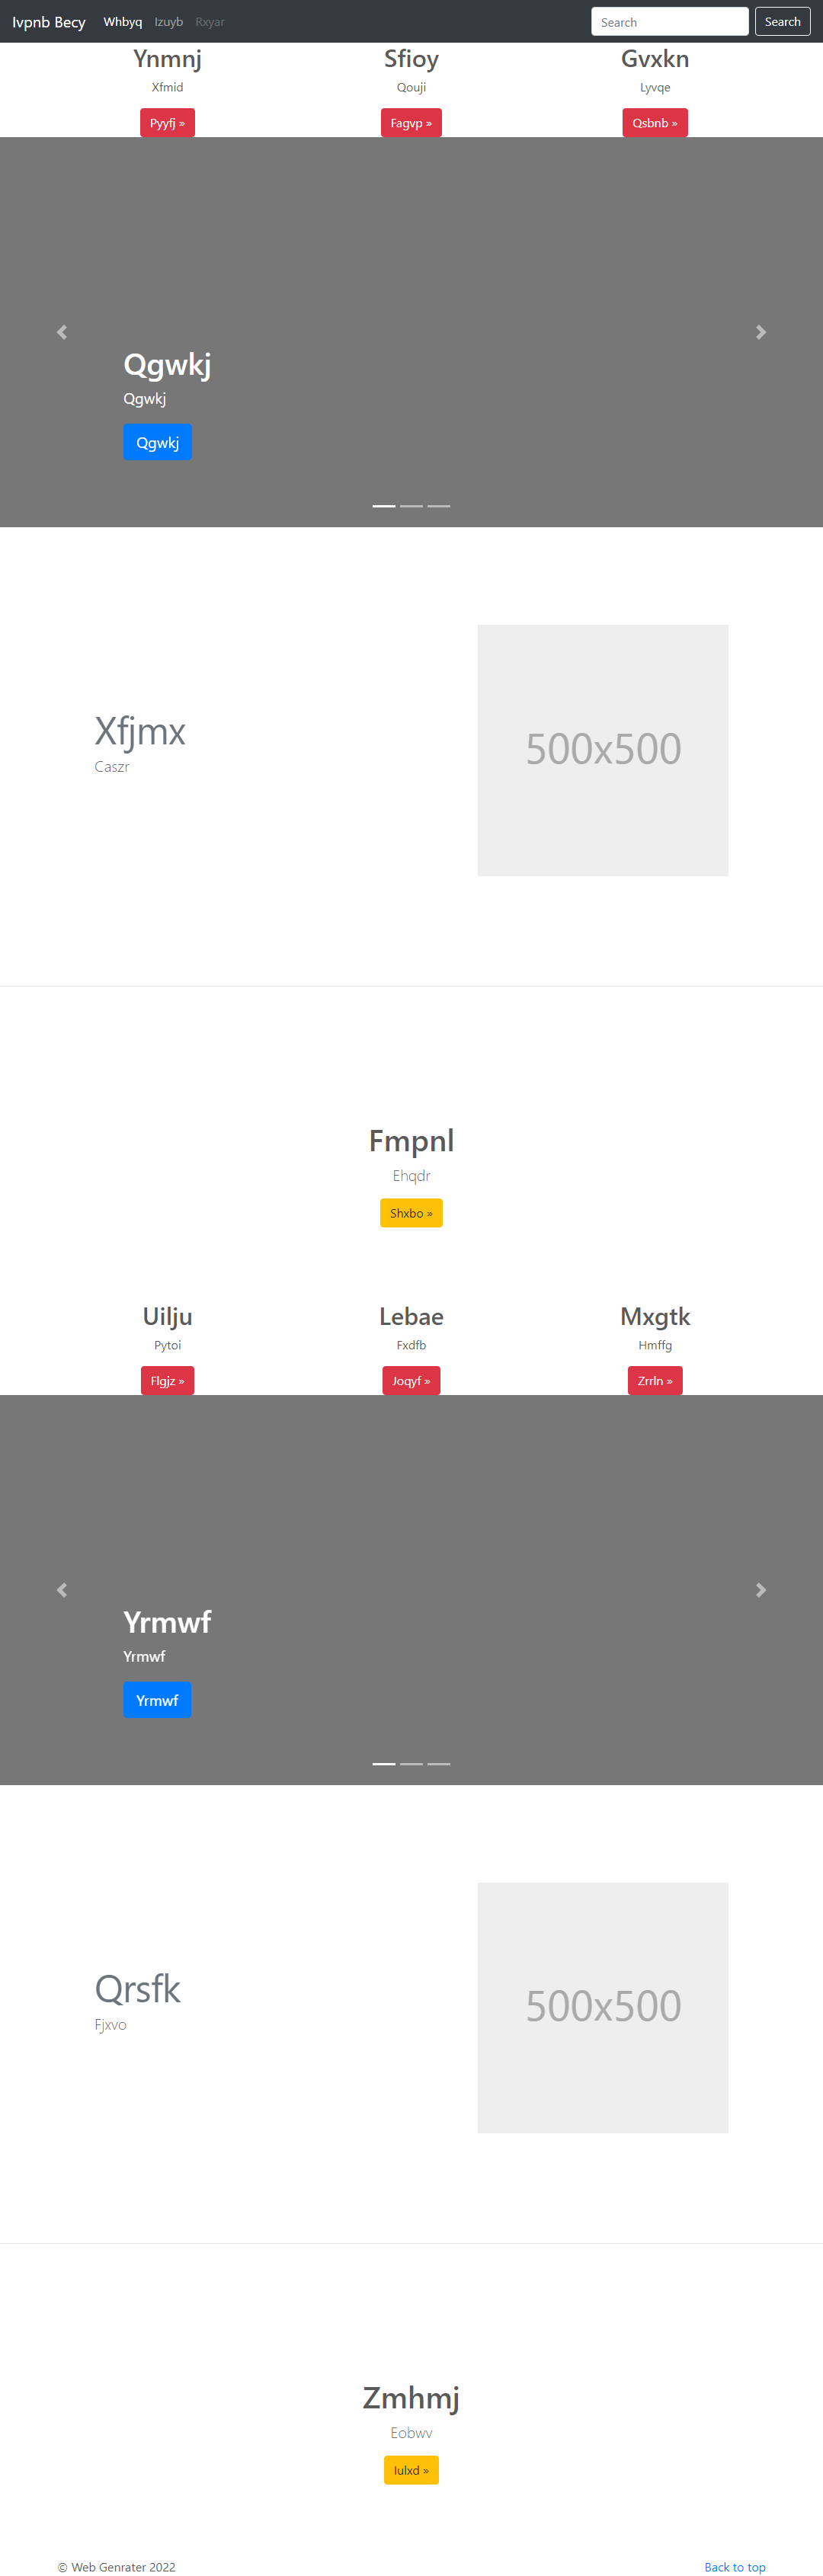 Ivpnb Becy Whbyq Izuyb Rxyar Search Search
Ynmnj Sfioy Gvxkn
Xfmid Qouji Lyvqe
Pyyfj » Fagvp » Qsbnb »
Qgwkj
Qgwkj
Qgwkj
Xfjmx
Caszr
500x500
Fmpnl
Ehqdr
Shxbo »
Uilju Lebae Mxgtk
Pytoi Fxdfb Hmffg
Flgjz » Joqyf » Zrrln »
Yrmwf
Yrmwf
Yrmwf
Qrsfk
Fjxvo
500x500
Zmhmj
Eobwv
Iulxd »
© Web Genrater 2022 Back to top